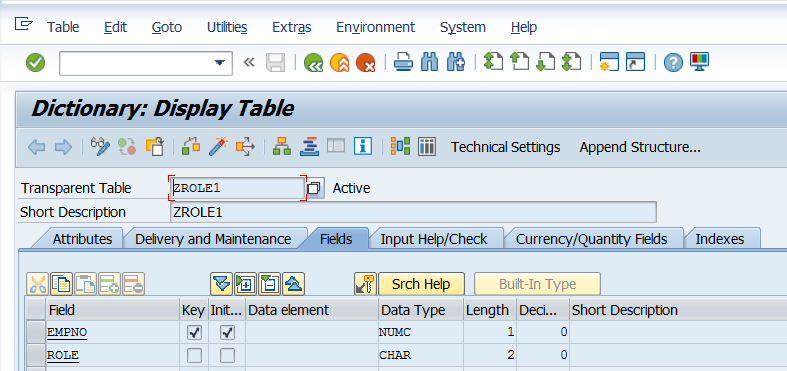 Table Edit Goto Utilities Extras Environment System Help
Dictionary: Display Table
Technical Settings Append Structure...
Transparent Table ZROLE1 Active
Short Description ZROLE1
Attributes Delivery and Maintenance Fields Input Help/Check Currency/Quantity Fields Indexes
Srch Help Built-In Type
Field Key Init... Data element Data Type Length Deci... Short Description
EMPNO NUMC 1 0
ROLE CHAR 2 0